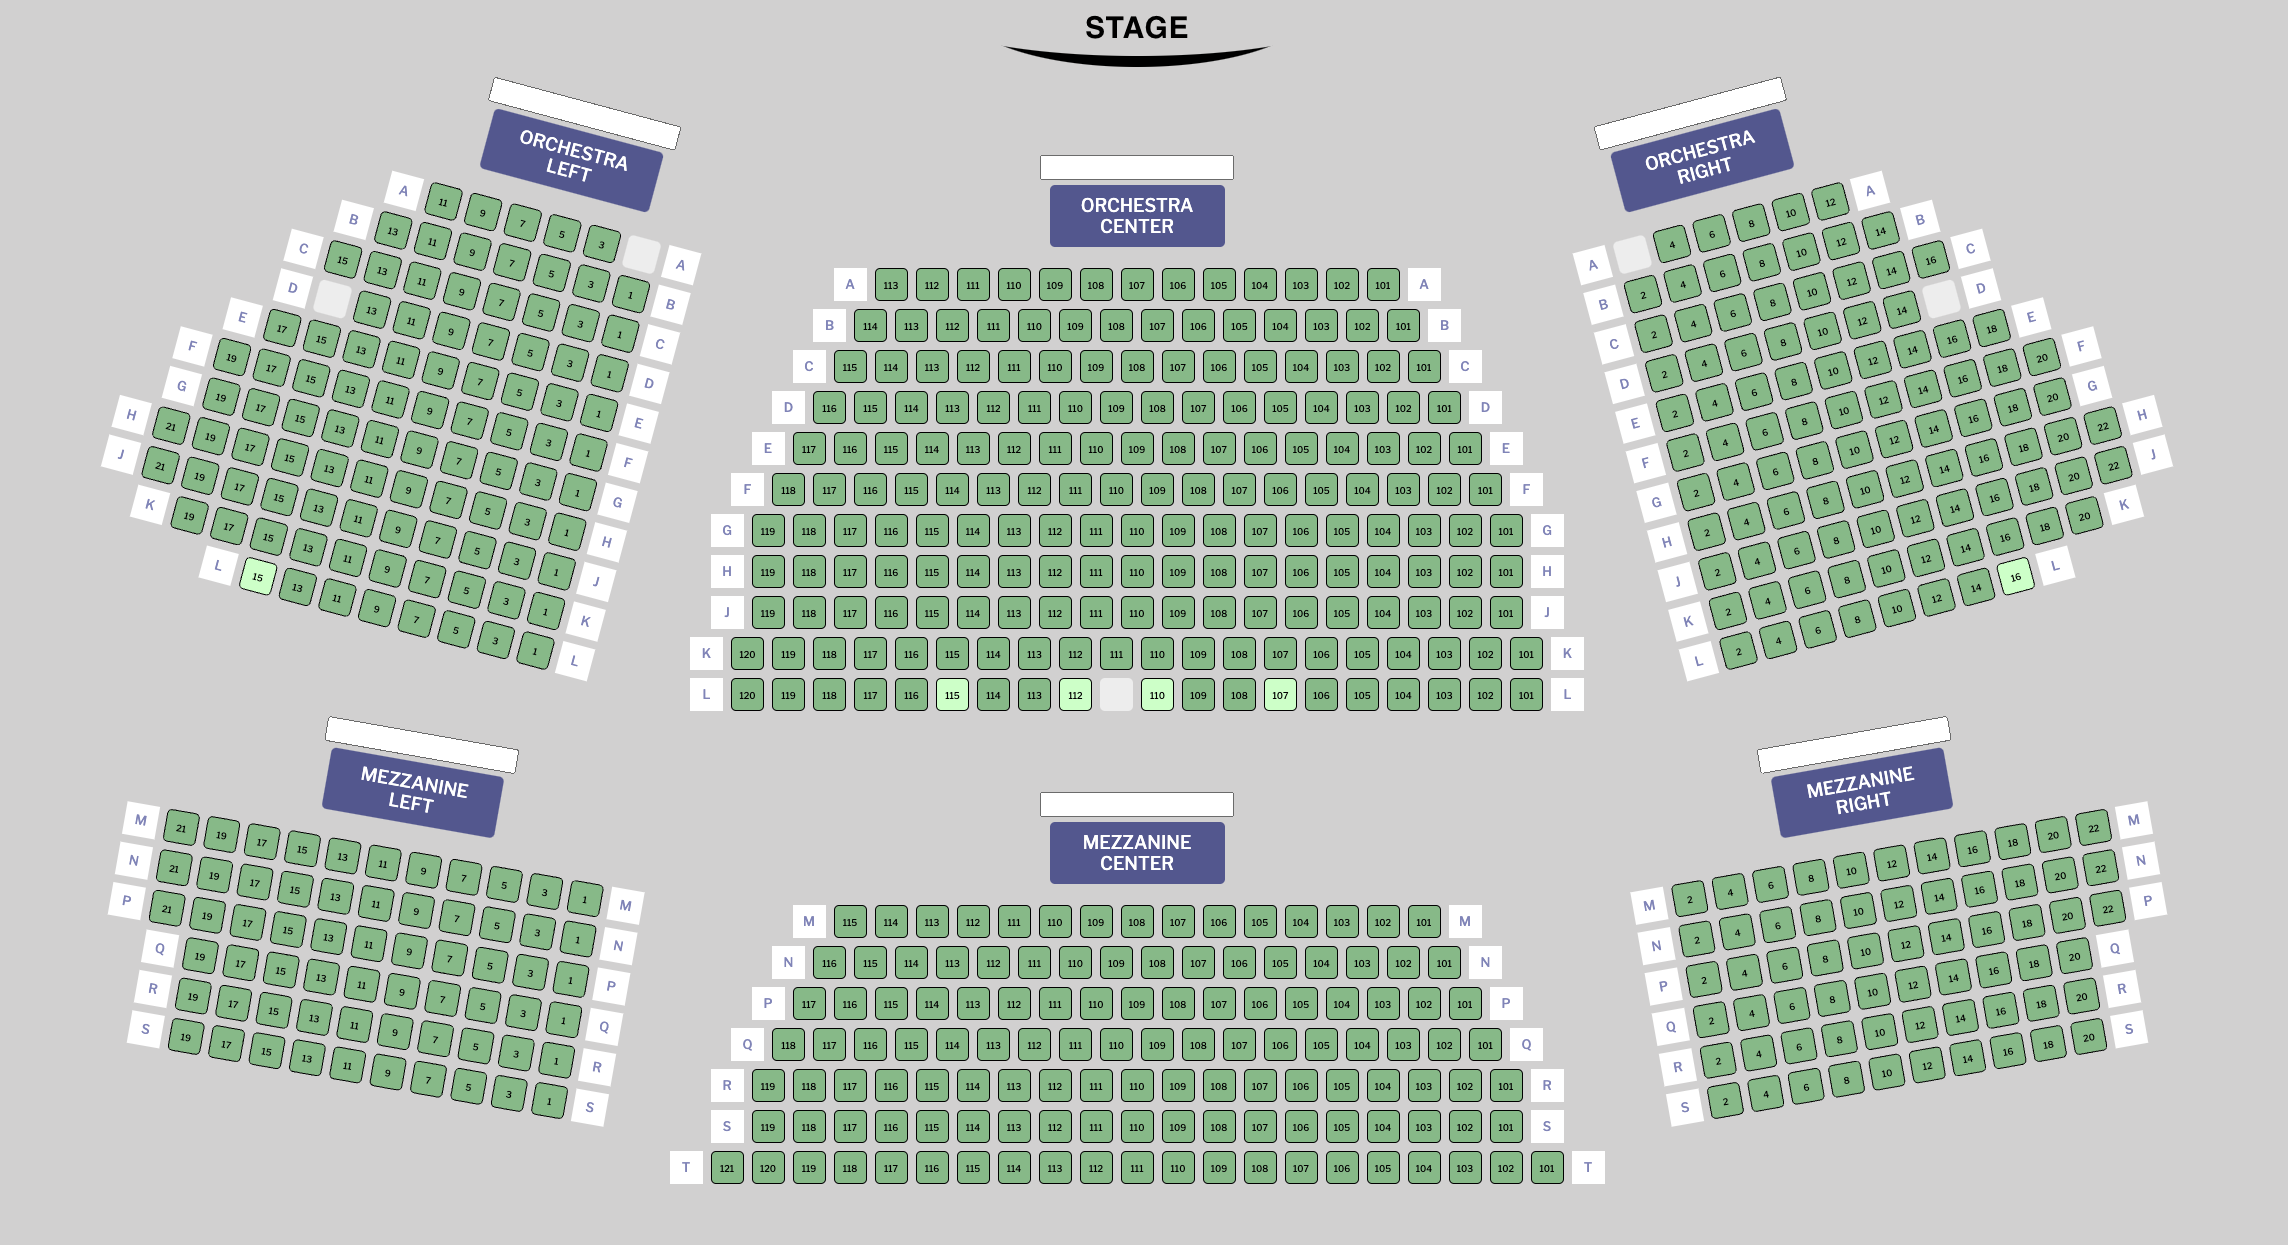 STAGE
ORCHESTRA
LEFT
A 11 9 7 5 3 A
B 13 11 9 7 5 3 1 B
C 15 13 11 9 7 5 3 1 C
D 13 11 9 7 5 3 1 D
E 17 15 13 11 9 7 5 3 1 E
F 19 17 15 13 11 9 7 5 3 1 F
G 19 17 15 13 11 9 7 5 3 1 G
H 21 19 17 15 13 11 9 7 5 3 1 H
J 21 19 17 15 13 11 9 7 5 3 1 J
K 19 17 15 13 11 9 7 5 3 1 K
L 15 13 11 9 7 5 3 1 L
ORCHESTRA
CENTER
A 113 112 111 110 109 108 107 106 105 104 103 102 101 A
B 114 113 112 111 110 109 108 107 106 105 104 103 102 101 B
C 115 114 113 112 111 110 109 108 107 106 105 104 103 102 101 C
D 116 115 114 113 112 111 110 109 108 107 106 105 104 103 102 101 D
E 117 116 115 114 113 112 111 110 109 108 107 106 105 104 103 102 101 E
F 118 117 116 115 114 113 112 111 110 109 108 107 106 105 104 103 102 101 F
G 119 118 117 116 115 114 113 112 111 110 109 108 107 106 105 104 103 102 101 G
H 119 118 117 116 115 114 113 112 111 110 109 108 107 106 105 104 103 102 101 H
J 119 118 117 116 115 114 113 112 111 110 109 108 107 106 105 104 103 102 101 J
K 120 119 118 117 116 115 114 113 112 111 110 109 108 107 106 105 104 103 102 101 K
L 120 119 118 117 116 115 114 113 112 110 109 108 107 106 105 104 103 102 101 L
ORCHESTRA
RIGHT
A 4 6 8 10 12 A
B 2 4 6 8 10 12 14 B
C 2 4 6 8 10 12 14 16 C
D 2 4 6 8 10 12 14 D
E 2 4 6 8 10 12 14 16 18 E
F 2 4 6 8 10 12 14 16 18 20 F
G 2 4 6 8 10 12 14 16 18 20 G
H 2 4 6 8 10 12 14 16 18 20 22 H
J 2 4 6 8 10 12 14 16 18 20 22 J
K 2 4 6 8 10 12 14 16 18 20 K
L 2 4 6 8 10 12 14 16 L
MEZZANINE
LEFT
M 21 19 17 15 13 11 9 7 5 3 1 M
N 21 19 17 15 13 11 9 7 5 3 1 N
P 21 19 17 15 13 11 9 7 5 3 1 P
Q 19 17 15 13 11 9 7 5 3 1 Q
R 19 17 15 13 11 9 7 5 3 1 R
S 19 17 15 13 11 9 7 5 3 1 S
MEZZANINE
CENTER
M 115 114 113 112 111 110 109 108 107 106 105 104 103 102 101 M
N 116 115 114 113 112 111 110 109 108 107 106 105 104 103 102 101 N
P 117 116 115 114 113 112 111 110 109 108 107 106 105 104 103 102 101 P
Q 118 117 116 115 114 113 112 111 110 109 108 107 106 105 104 103 102 101 Q
R 119 118 117 116 115 114 113 112 111 110 109 108 107 106 105 104 103 102 101 R
S 119 118 117 116 115 114 113 112 111 110 109 108 107 106 105 104 103 102 101 S
T 121 120 119 118 117 116 115 114 113 112 111 110 109 108 107 106 105 104 103 102 101 T
MEZZANINE
RIGHT
M 2 4 6 8 10 12 14 16 18 20 22 M
N 2 4 6 8 10 12 14 16 18 20 22 N
P 2 4 6 8 10 12 14 16 18 20 22 P
Q 2 4 6 8 10 12 14 16 18 20 Q
R 2 4 6 8 10 12 14 16 18 20 R
S 2 4 6 8 10 12 14 16 18 20 S